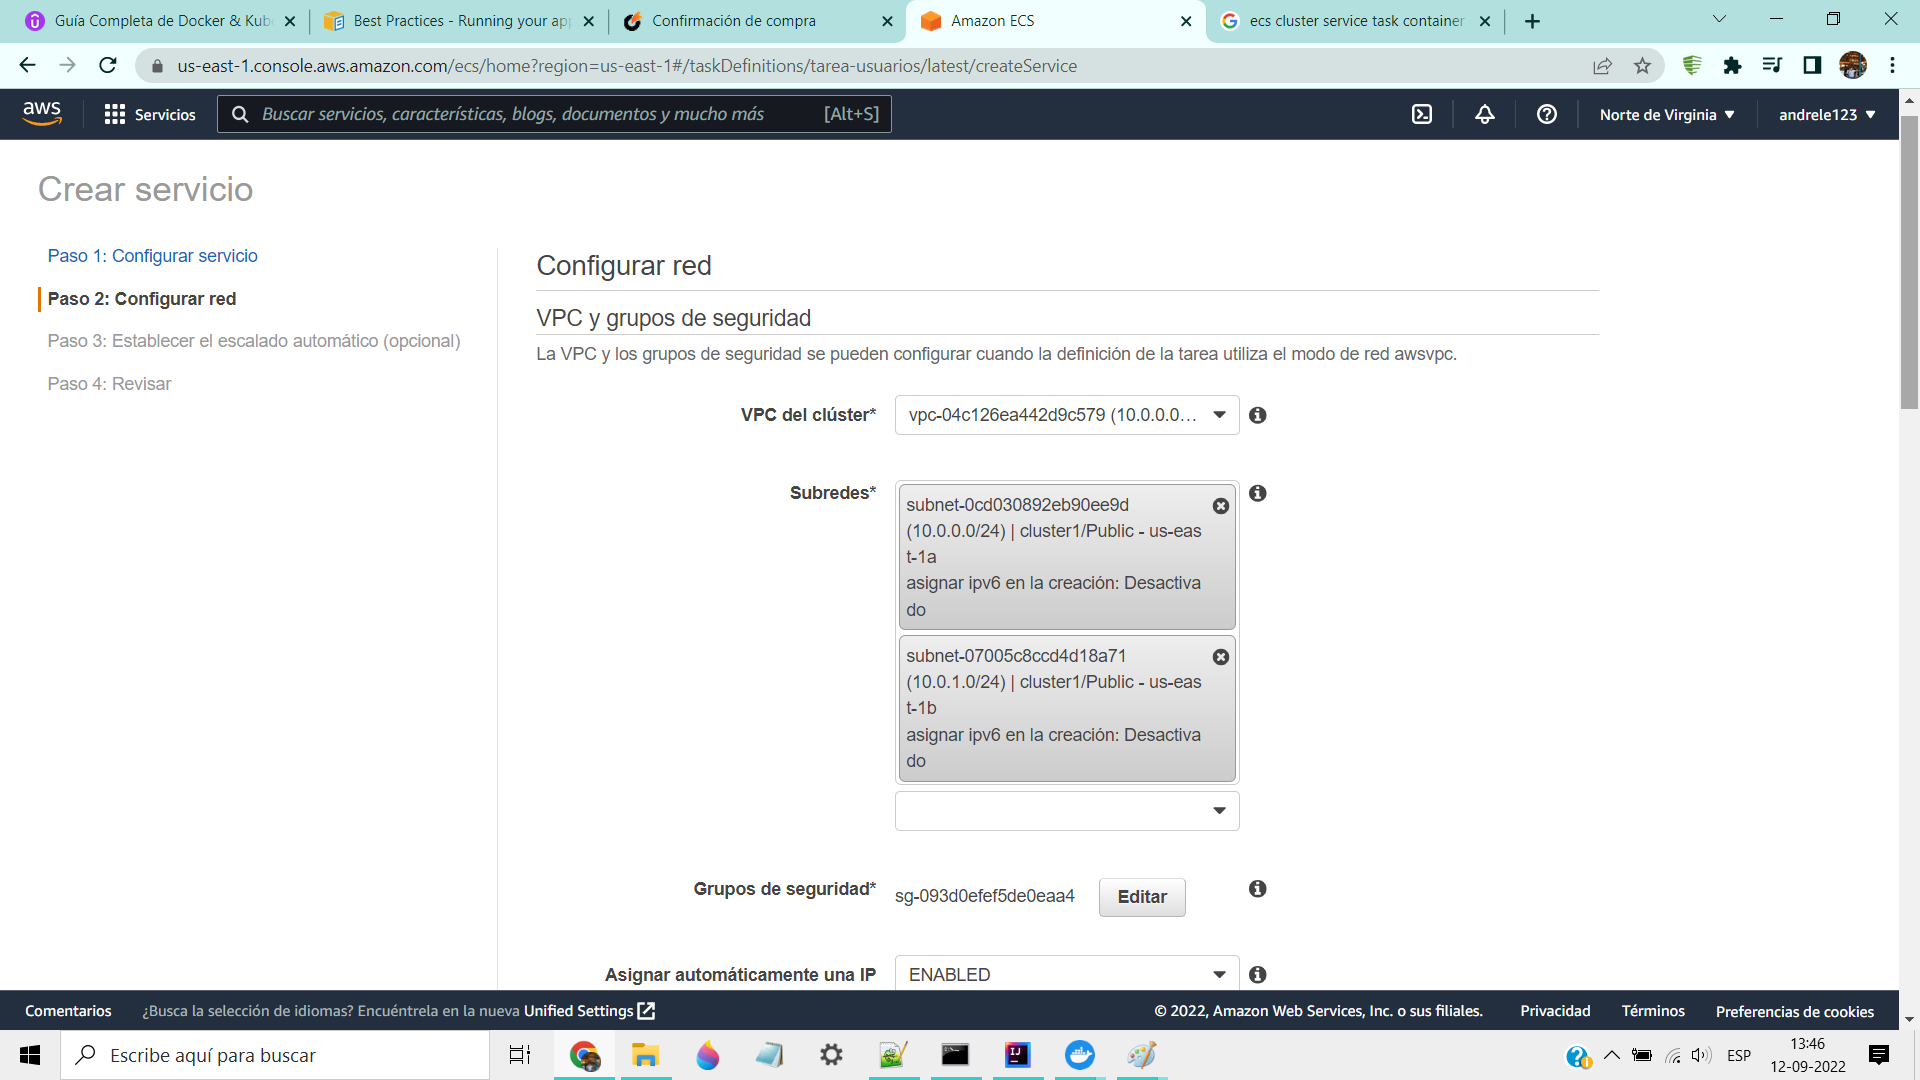 Guía Completa de Docker & Kub
Best Practices - Running your ap
Confirmación de compra
Amazon ECS
ecs cluster service task container
us-east-1.console.aws.amazon.com/ecs/home?region=us-east-1#/taskDefinitions/tarea-usuarios/latest/createService
aws
Servicios
Buscar servicios, características, blogs, documentos y mucho más
[Alt+S]
Norte de Virginia
andrele123
Crear servicio
Paso 1: Configurar servicio
Paso 2: Configurar red
Paso 3: Establecer el escalado automático (opcional)
Paso 4: Revisar
Configurar red
VPC y grupos de seguridad
La VPC y los grupos de seguridad se pueden configurar cuando la definición de la tarea utiliza el modo de red awsvpc.
VPC del clúster*
vpc-04c126ea442d9c579 (10.0.0.0...
Subredes*
subnet-0cd030892eb90ee9d
(10.0.0.0/24) | cluster1/Public - us-eas
t-1a
asignar ipv6 en la creación: Desactiva
do
subnet-07005c8ccd4d18a71
(10.0.1.0/24) | cluster1/Public - us-eas
t-1b
asignar ipv6 en la creación: Desactiva
do
Grupos de seguridad*
sg-093d0efef5de0eaa4
Editar
Asignar automáticamente una IP
ENABLED
Comentarios
¿Busca la selección de idiomas? Encuéntrela en la nueva Unified Settings
© 2022, Amazon Web Services, Inc. o sus filiales.
Privacidad
Términos
Preferencias de cookies
Escribe aquí para buscar
ESP
13:46
12-09-2022